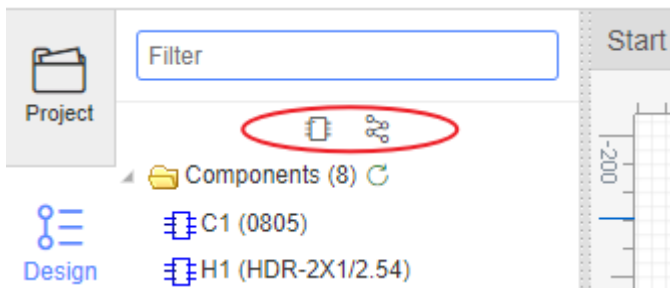 Filter
Start
Project
Components (8)
-200
C1 (0805)
Design
H1 (HDR-2X1/2.54)